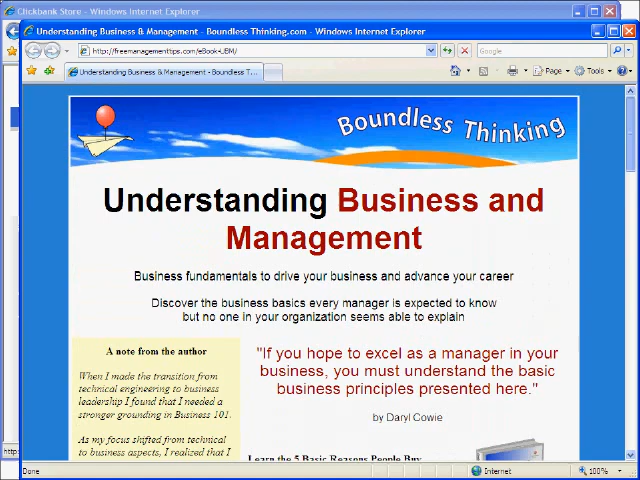 Clickbank Store - Windows Internet Explorer
Understanding Business & Management - Boundless Thinking.com - Windows Internet Explorer
http://freemanagementtips.com/eBook-UBM/
Google
Understanding Business & Management - Boundless T...
Page
Tools
Boundless Thinking
Understanding Business and
Management
Business fundamentals to drive your business and advance your career
Discover the business basics every manager is expected to know
but no one in your organization seems able to explain
A note from the author
When I made the transition from
technical engineering to business
leadership I found that I needed a
stronger grounding in Business 101.
As my focus shifted from technical
to business aspects, I realized that I
"If you hope to excel as a manager in your
business, you must understand the basic
business principles presented here."
by Daryl Cowie
Learn the 5 Basic Reasons People Buy
http:
Done
Internet
100%